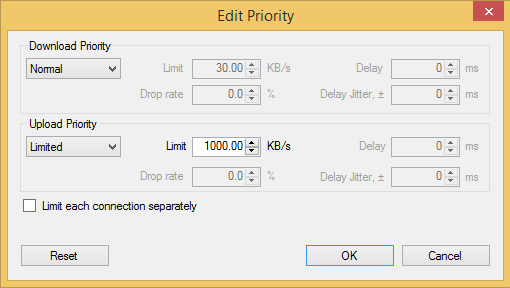 Edit Priority
Download Priority
Normal Limit 30.00 KB/s Delay 0 ms
Drop rate 0.0 % Delay Jitter, ± 0 ms
Upload Priority
Limited Limit 1000.00 KB/s Delay 0 ms
Drop rate 0.0 % Delay Jitter, ± 0 ms
Limit each connection separately
Reset OK Cancel